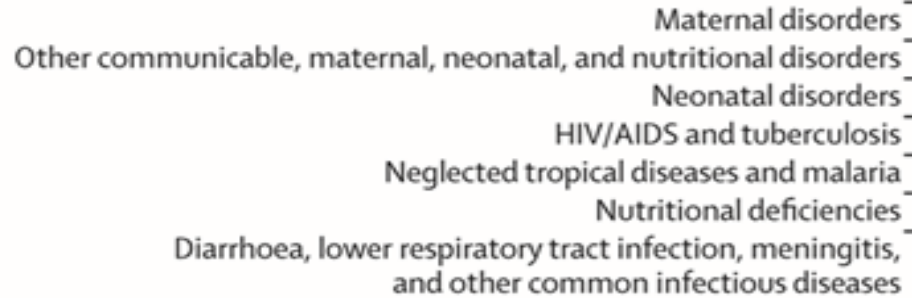 Maternal disorders
Other communicable, maternal, neonatal, and nutritional disorders
Neonatal disorders
HIV/AIDS and tuberculosis
Neglected tropical diseases and malaria
Nutritional deficiencies
Diarrhoea, lower respiratory tract infection, meningitis,
and other common infectious diseases